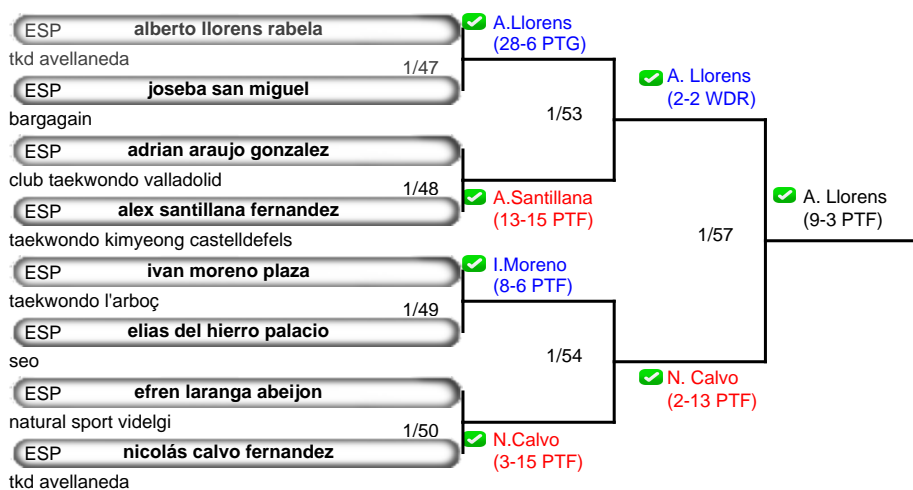 ESP alberto llorens rabela
A.Llorens
(28-6 PTG)
tkd avellaneda
1/47
ESP joseba san miguel
A. Llorens
(2-2 WDR)
bargagain
1/53
ESP adrian araujo gonzalez
club taekwondo valladolid
1/48
A.Santillana
(13-15 PTF)
ESP alex santillana fernandez
A. Llorens
(9-3 PTF)
taekwondo kimyeong castelldefels
1/57
ESP ivan moreno plaza
I.Moreno
(8-6 PTF)
taekwondo l'arboç
1/49
ESP elias del hierro palacio
1/54
seo
ESP efren laranga abeijon
N. Calvo
(2-13 PTF)
natural sport videlgi
1/50
N.Calvo
(3-15 PTF)
ESP nicolás calvo fernandez
tkd avellaneda